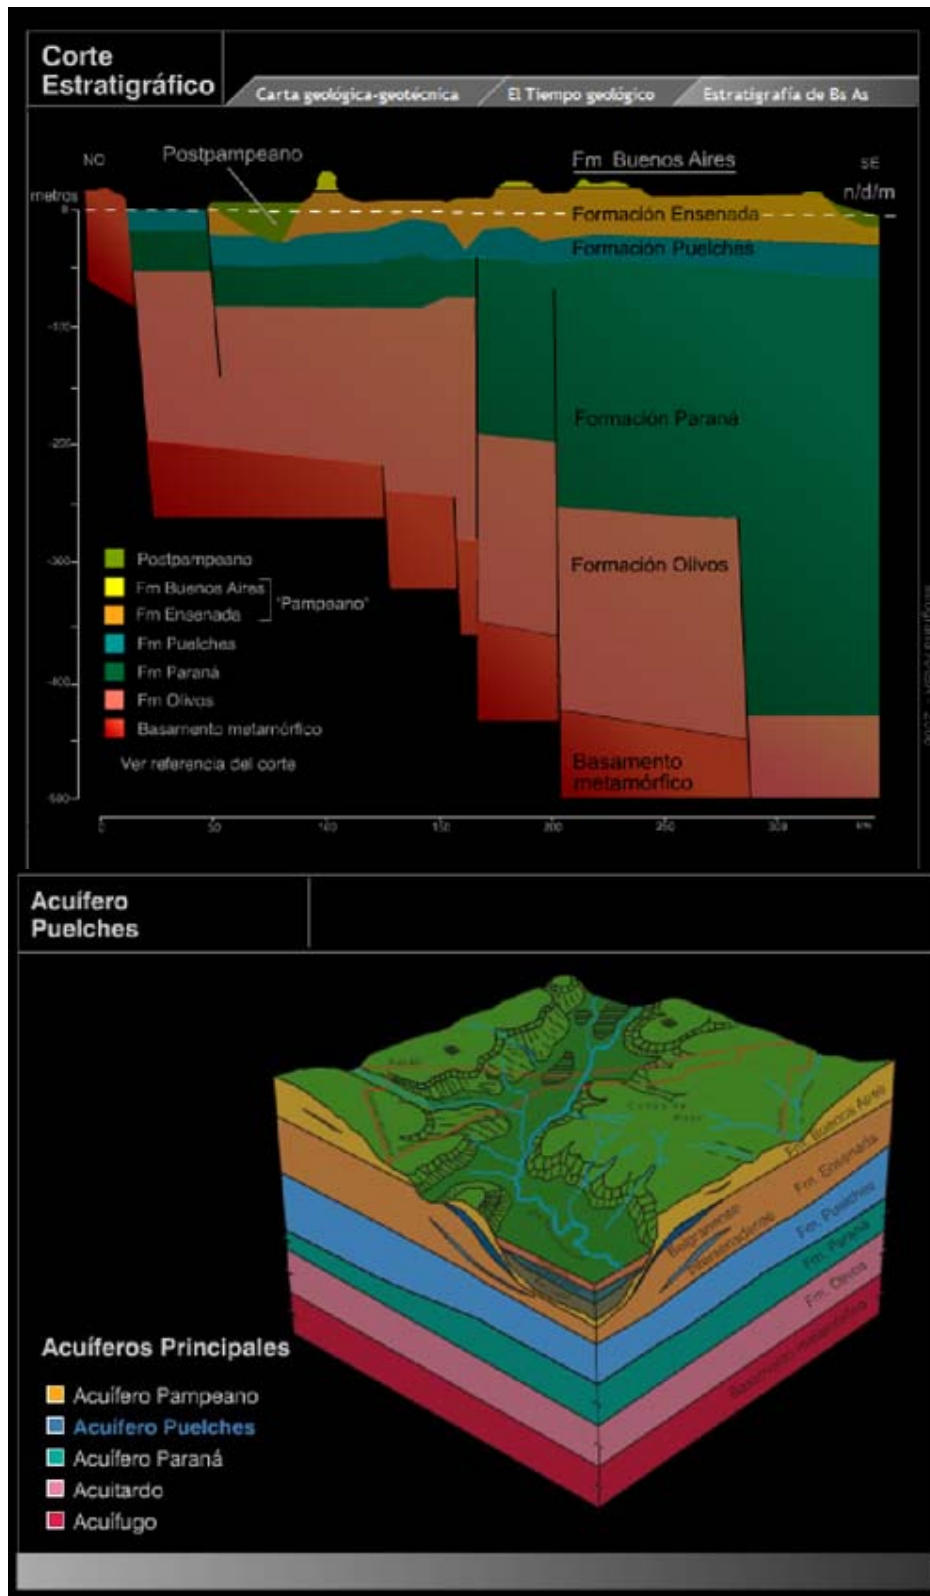 Corte
Estratigráfico
Carta geológica-geotécnica
El Tiempo geológico
Estratigrafía de Bs As
NO
Postpampeano
Fm Buenos Aires
SE
metros
n/d/m
0
Formación Ensenada
Formación Puelches
-100
Formación Paraná
-200
-300
Formación Olivos
Postpampeano
Fm Buenos Aires
"Pampeano"
Fm Ensenada
Fm Puelches
Fm Paraná
-400
Fm Olivos
Basamento metamórfico
Ver referencia del corte
Basamento
metamórfico
-500
0 50 100 150 200 250 300 km
Acuífero
Puelches
Fm. Buenos Aires
Fm. Ensenada
Fm. Puelches
Fm. Paraná
Fm. Olivos
Basamento metamórfico
Belgranense
Acuíferos Principales
Acuífero Pampeano
Acuífero Puelches
Acuífero Paraná
Acuitardo
Acuífugo